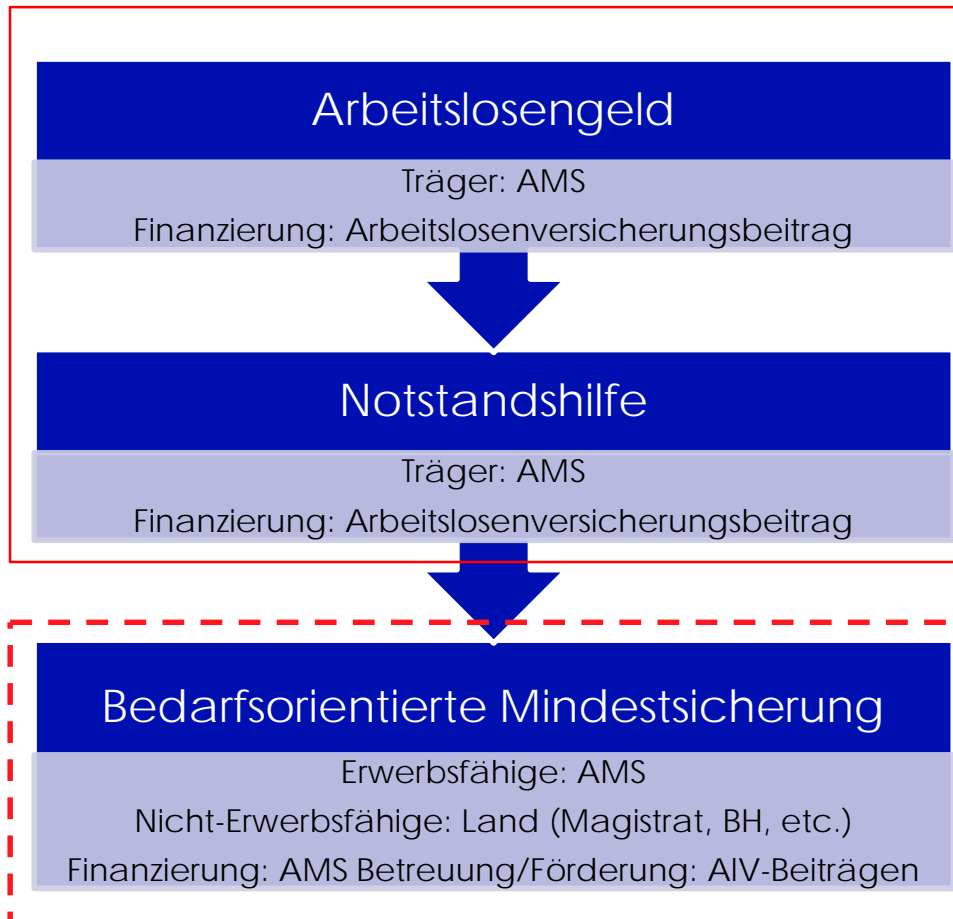 Arbeitslosengeld
Träger: AMS
Finanzierung: Arbeitslosenversicherungsbeitrag
Notstandshilfe
Träger: AMS
Finanzierung: Arbeitslosenversicherungsbeitrag
Bedarfsorientierte Mindestsicherung
Erwerbsfähige: AMS
Nicht-Erwerbsfähige: Land (Magistrat, BH, etc.)
Finanzierung: AMS Betreuung/Förderung: AlV-Beiträgen